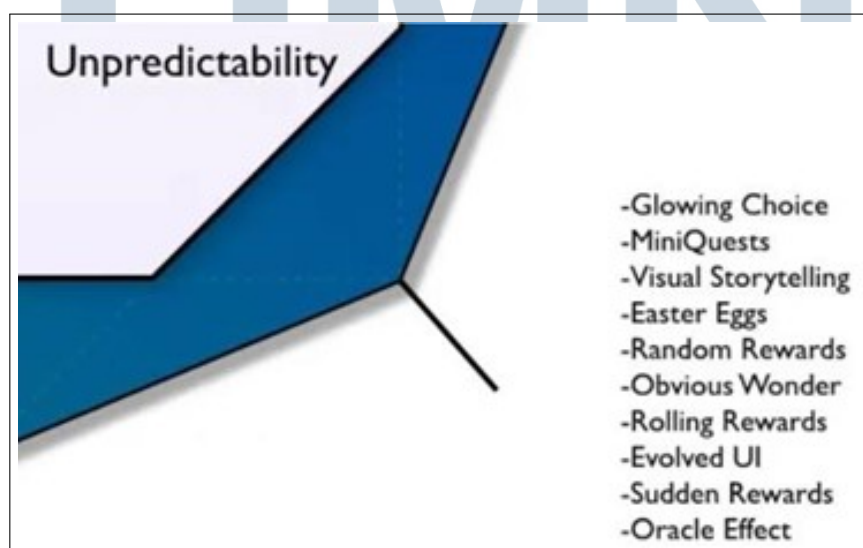 Unpredictability
-Glowing Choice
-MiniQuests
-Visual Storytelling
-Easter Eggs
-Random Rewards
-Obvious Wonder
-Rolling Rewards
-Evolved UI
-Sudden Rewards
-Oracle Effect